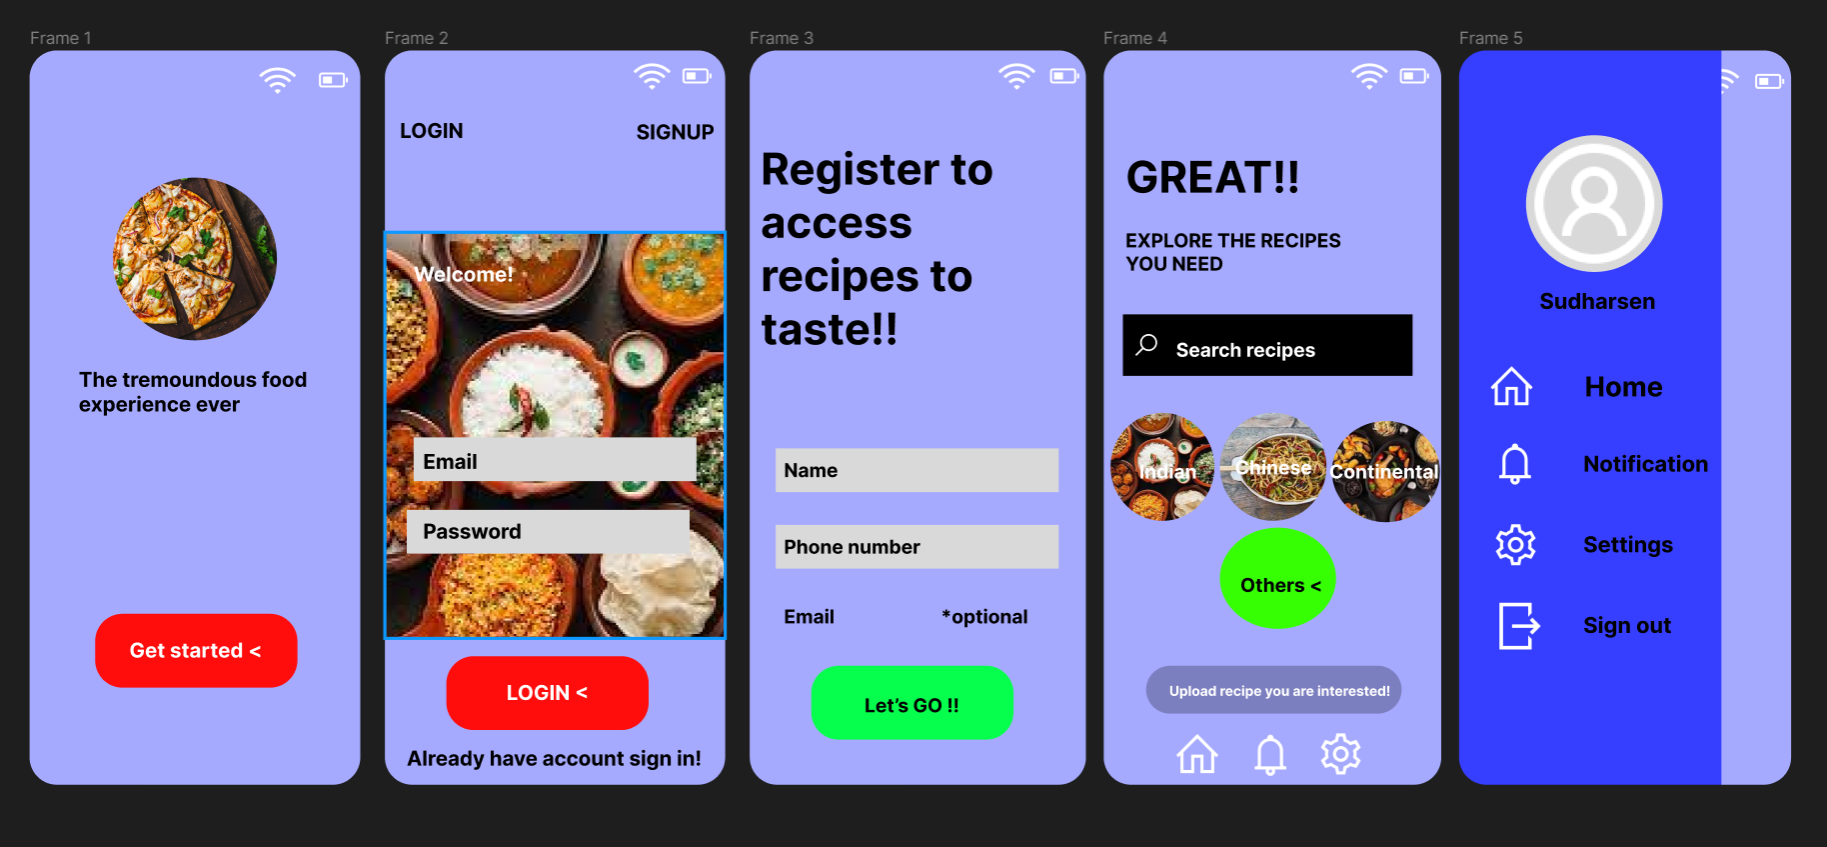 Frame 1
The tremoundous food
experience ever
Get started <
Frame 2
LOGIN
SIGNUP
Welcome!
Email
Password
LOGIN <
Already have account sign in!
Frame 3
Register to
access
recipes to
taste!!
Name
Phone number
Email
*optional
Let's GO !!
Frame 4
GREAT!!
EXPLORE THE RECIPES
YOU NEED
Search recipes
Indian
Chinese
Continental
Others <
Upload recipe you are interested!
Frame 5
Sudharsen
Home
Notification
Settings
Sign out